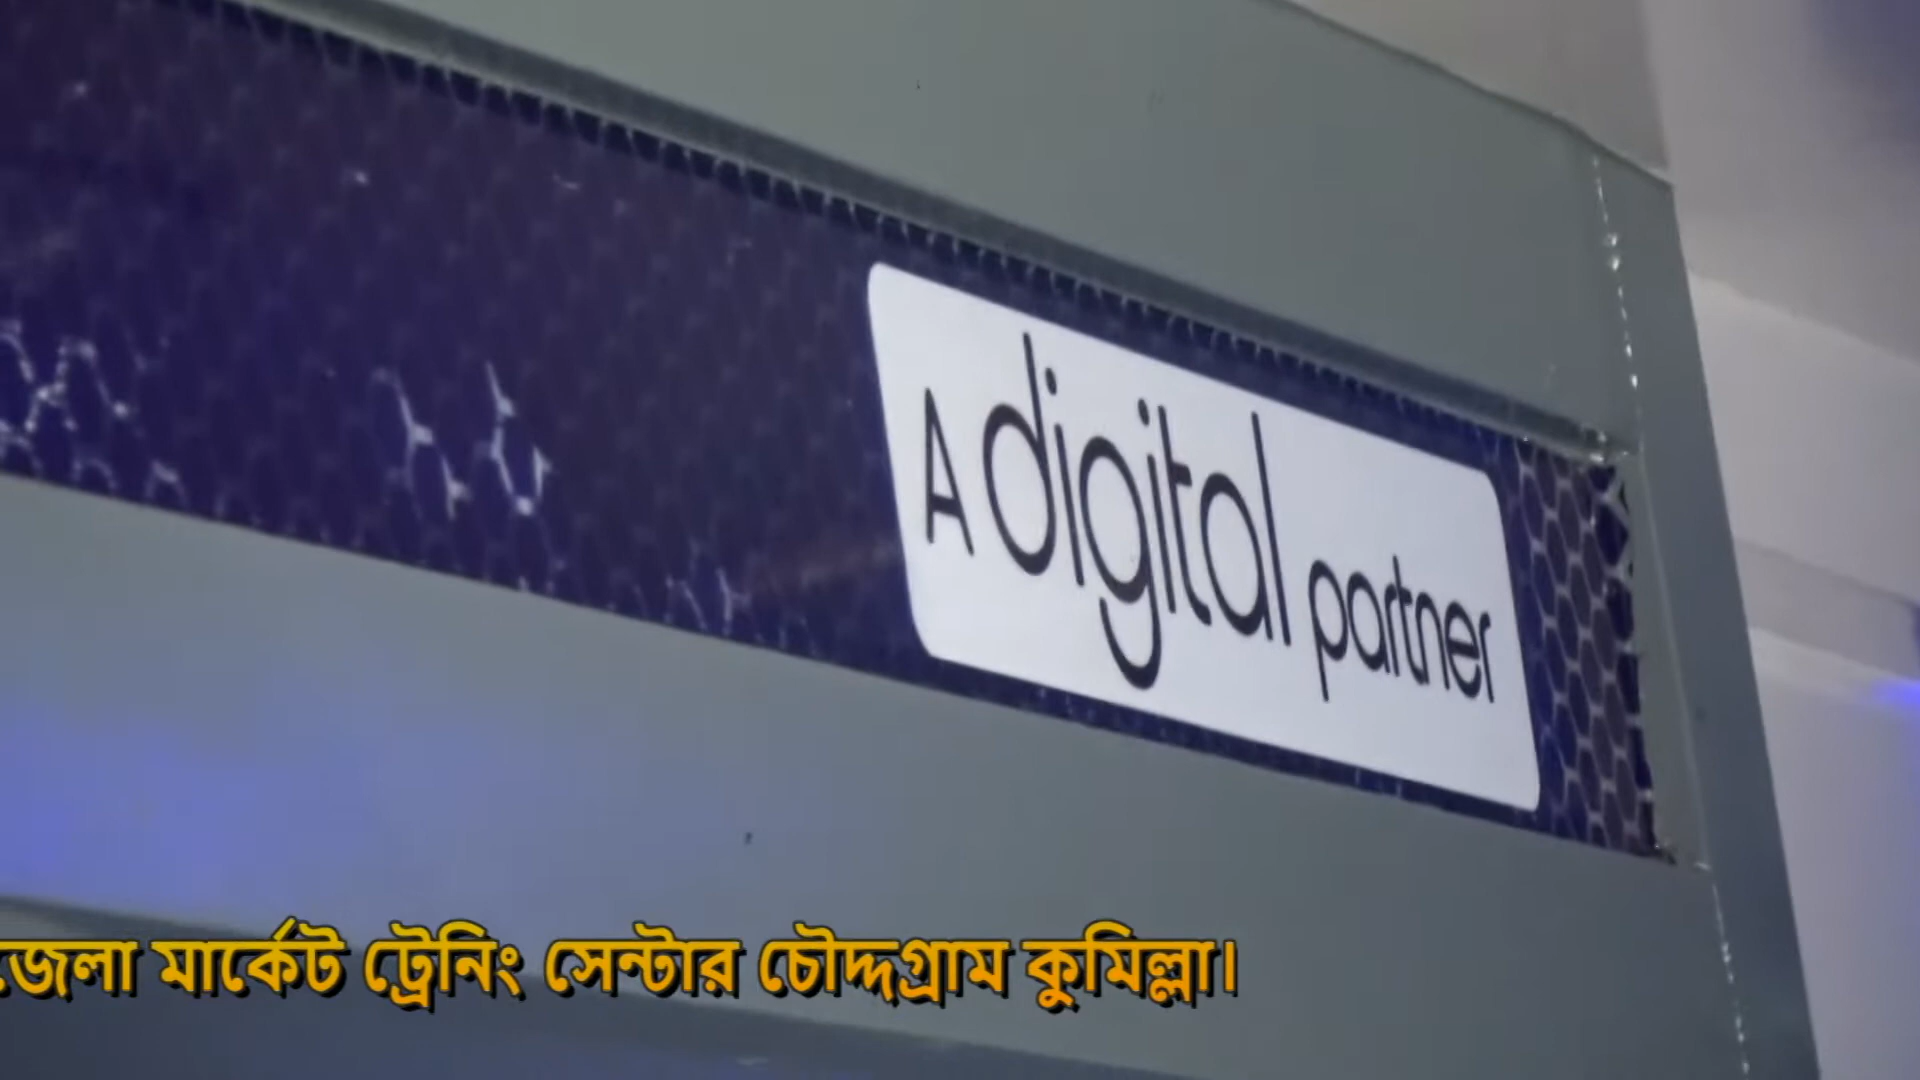 A digital partner
জেলা মার্কেট ট্রেনিং সেন্টার চৌদ্দগ্রাম কুমিল্লা।